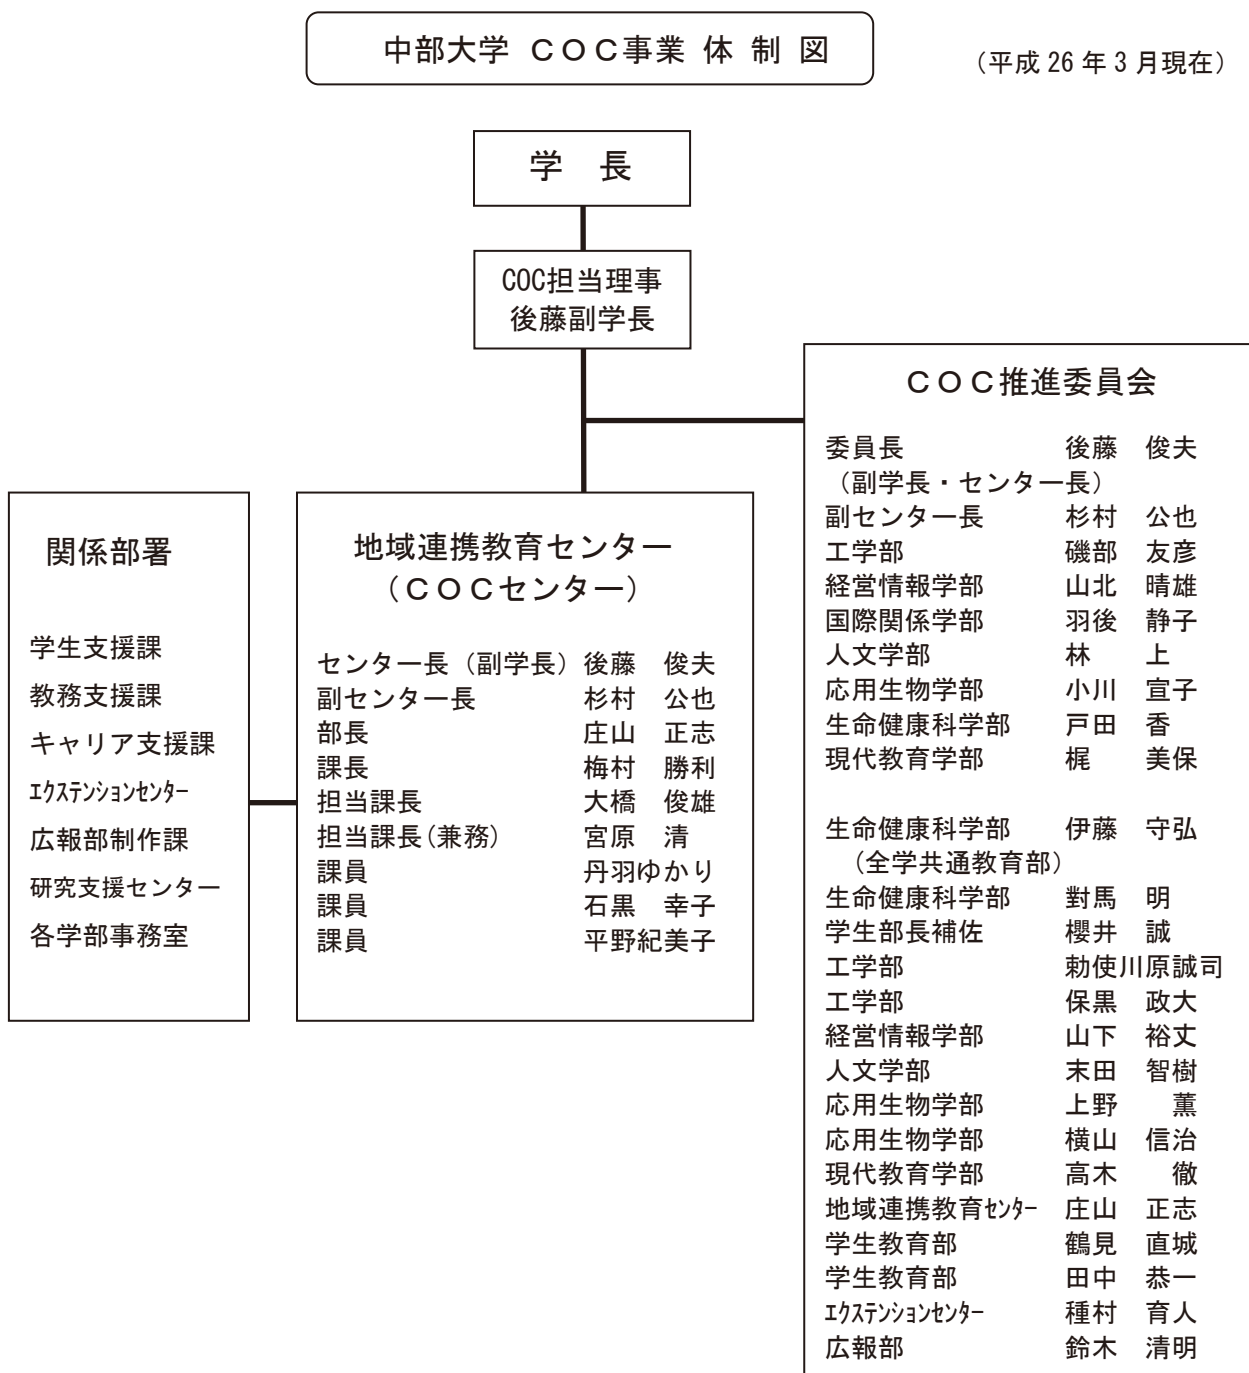 中部大学 ＣＯＣ事業 体 制 図
（平成 26 年 3 月現在）
学　長
COC担当理事
後藤副学長
関係部署
学生支援課
教務支援課
キャリア支援課
ｴｸｽﾃﾝｼｮﾝｾﾝﾀｰ
広報部制作課
研究支援センター
各学部事務室
地域連携教育センター
（ＣＯＣセンター）
センター長（副学長）後藤　俊夫
副センター長　杉村　公也
部長　庄山　正志
課長　梅村　勝利
担当課長　大橋　俊雄
担当課長(兼務)　宮原　清
課員　丹羽ゆかり
課員　石黒　幸子
課員　平野紀美子
ＣＯＣ推進委員会
委員長　後藤　俊夫
（副学長・センター長）
副センター長　杉村　公也
工学部　磯部　友彦
経営情報学部　山北　晴雄
国際関係学部　羽後　静子
人文学部　林　上
応用生物学部　小川　宣子
生命健康科学部　戸田　香
現代教育学部　梶　美保
生命健康科学部　伊藤　守弘
（全学共通教育部）
生命健康科学部　對馬　明
学生部長補佐　櫻井　誠
工学部　勅使川原誠司
工学部　保黒　政大
経営情報学部　山下　裕丈
人文学部　末田　智樹
応用生物学部　上野　薫
応用生物学部　横山　信治
現代教育学部　高木　徹
地域連携教育ｾﾝﾀｰ　庄山　正志
学生教育部　鶴見　直城
学生教育部　田中　恭一
ｴｸｽﾃﾝｼｮﾝｾﾝﾀｰ　種村　育人
広報部　鈴木　清明